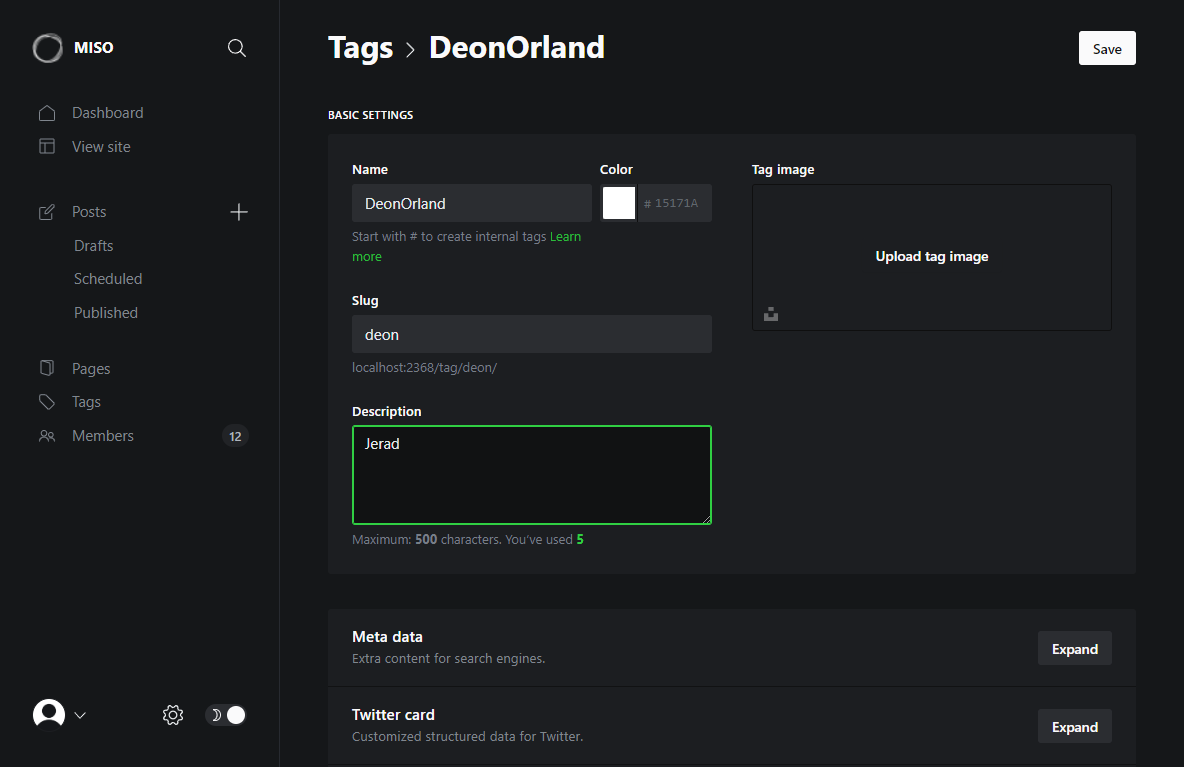 MISO
Dashboard
View site
Posts
Drafts
Scheduled
Published
Pages
Tags
Members 12
Tags > DeonOrland
Save
BASIC SETTINGS
Name
DeonOrland
Start with # to create internal tags Learn
more
Color
# 15171A
Slug
deon
localhost:2368/tag/deon/
Description
Jerad
Maximum: 500 characters. You've used 5
Tag image
Upload tag image
Meta data
Extra content for search engines.
Expand
Twitter card
Customized structured data for Twitter.
Expand